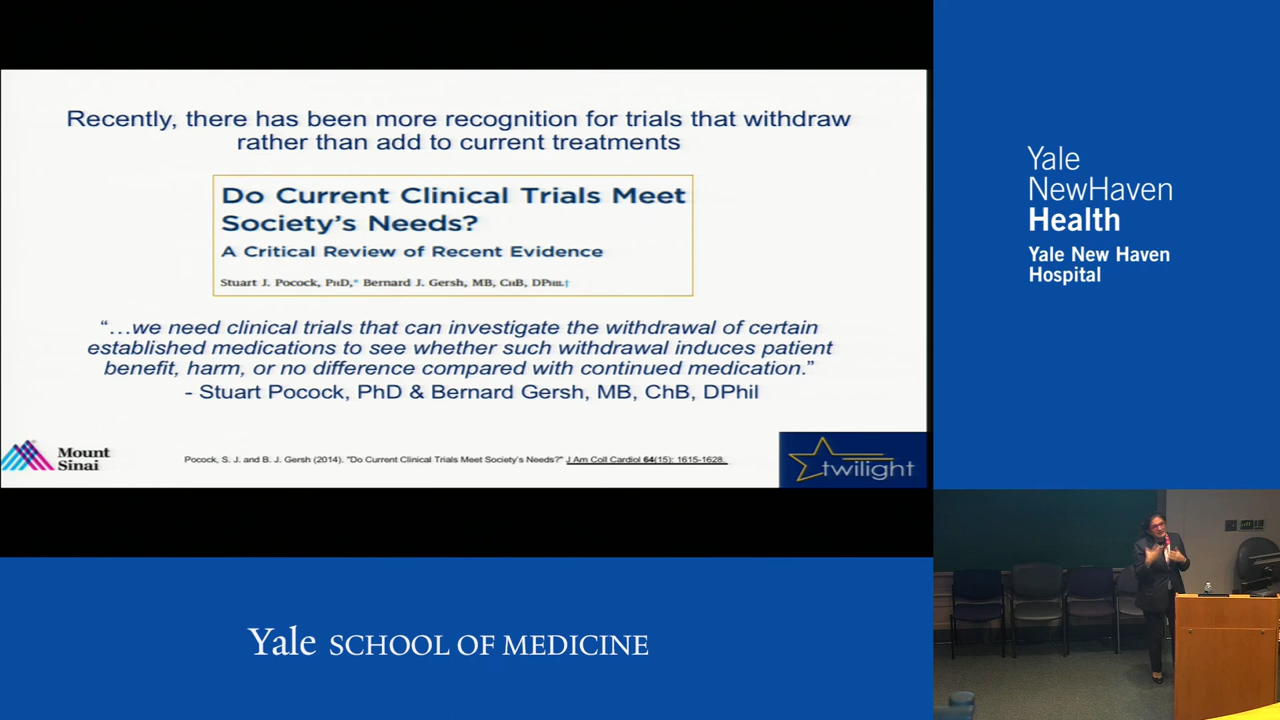 Recently, there has been more recognition for trials that withdraw
rather than add to current treatments
Do Current Clinical Trials Meet
Society's Needs?
A Critical Review of Recent Evidence
Stuart J. Pocock, PHD,* Bernard J. Gersh, MB, CHB, DPHIL†
“…we need clinical trials that can investigate the withdrawal of certain
established medications to see whether such withdrawal induces patient
benefit, harm, or no difference compared with continued medication.”
- Stuart Pocock, PhD & Bernard Gersh, MB, ChB, DPhil
Mount
Sinai
Pocock, S. J. and B. J. Gersh (2014). "Do Current Clinical Trials Meet Society's Needs?" J Am Coll Cardiol 64(15): 1615-1628.
twilight
Yale
NewHaven
Health
Yale New Haven
Hospital
Yale SCHOOL OF MEDICINE